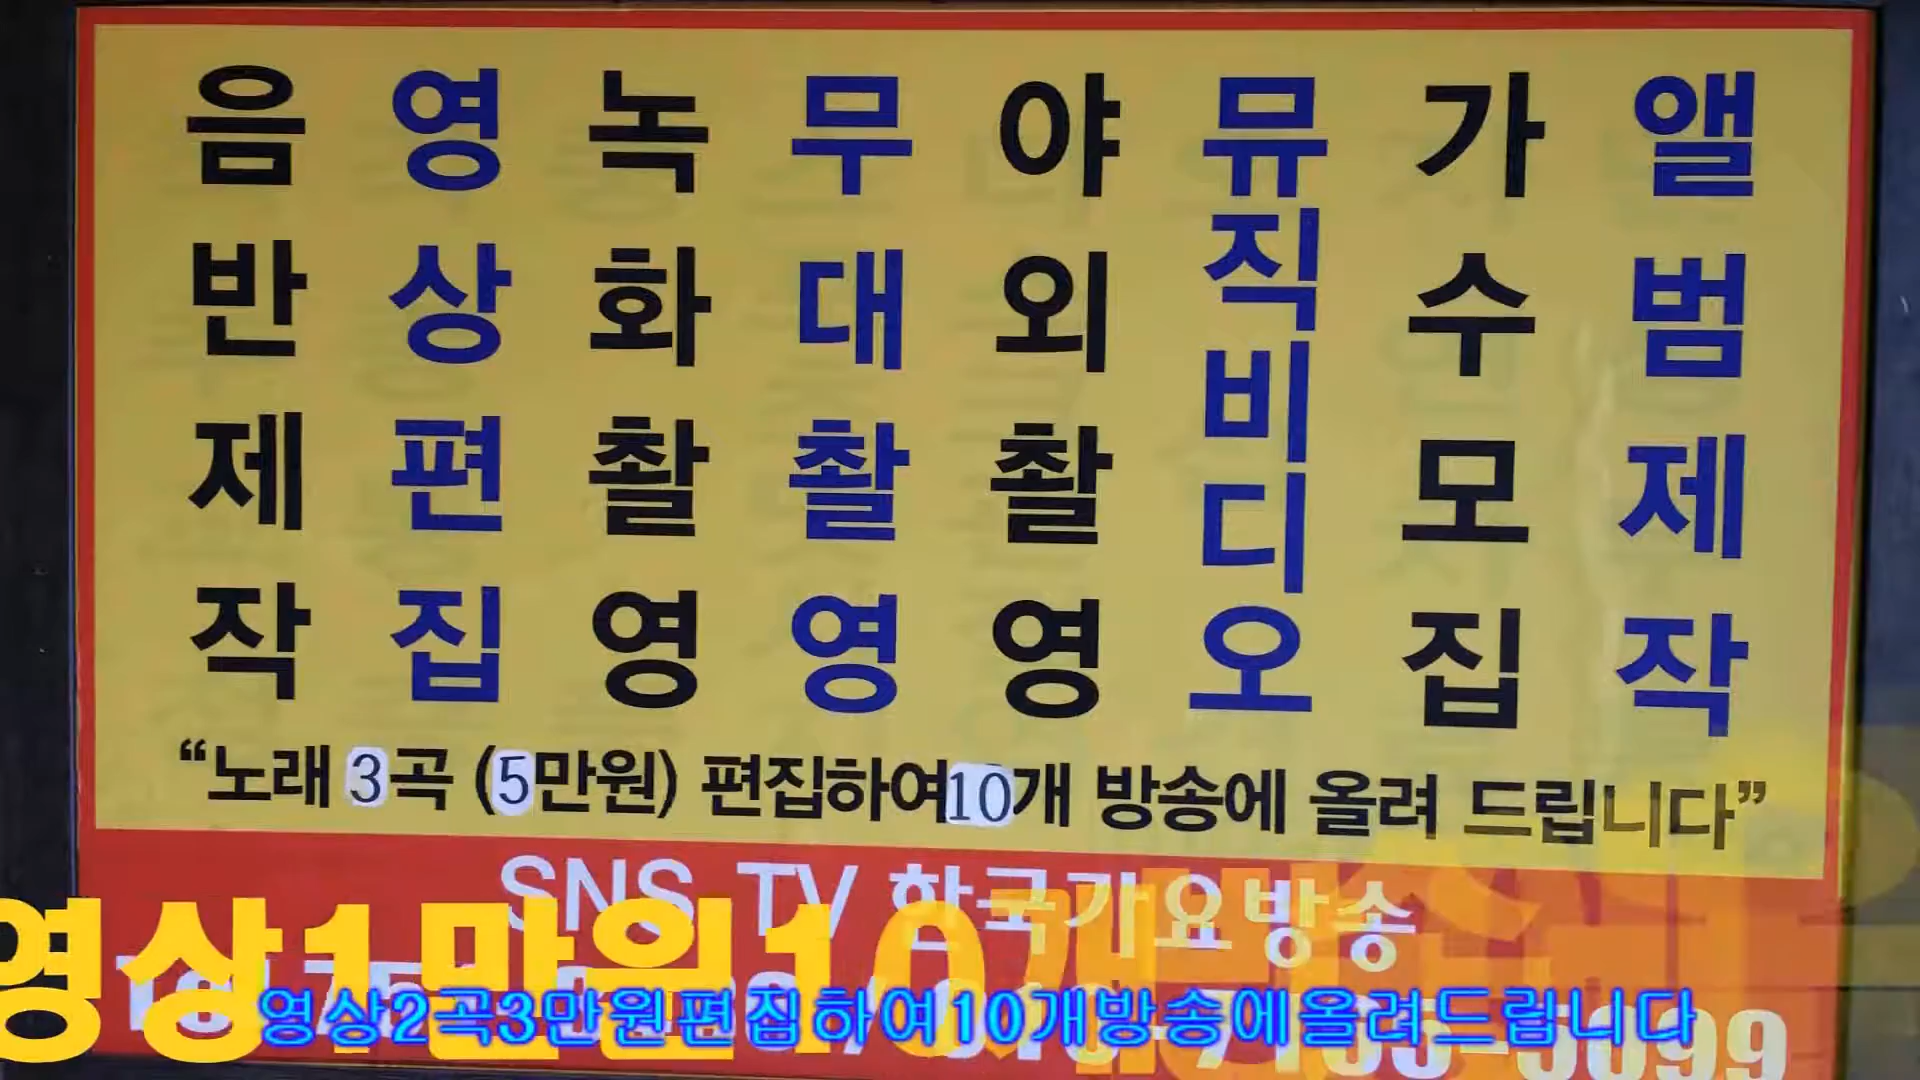 음반제작
영상편집
녹화촬영
무대촬영
야외촬영
뮤직비디오
가수모집
앨범제작
“노래 3곡 (5만원) 편집하여10개 방송에 올려 드립니다”
SNS TV 한국가요방송
영상1만원10개
영상2곡3만원편집하여10개방송에올려드립니다